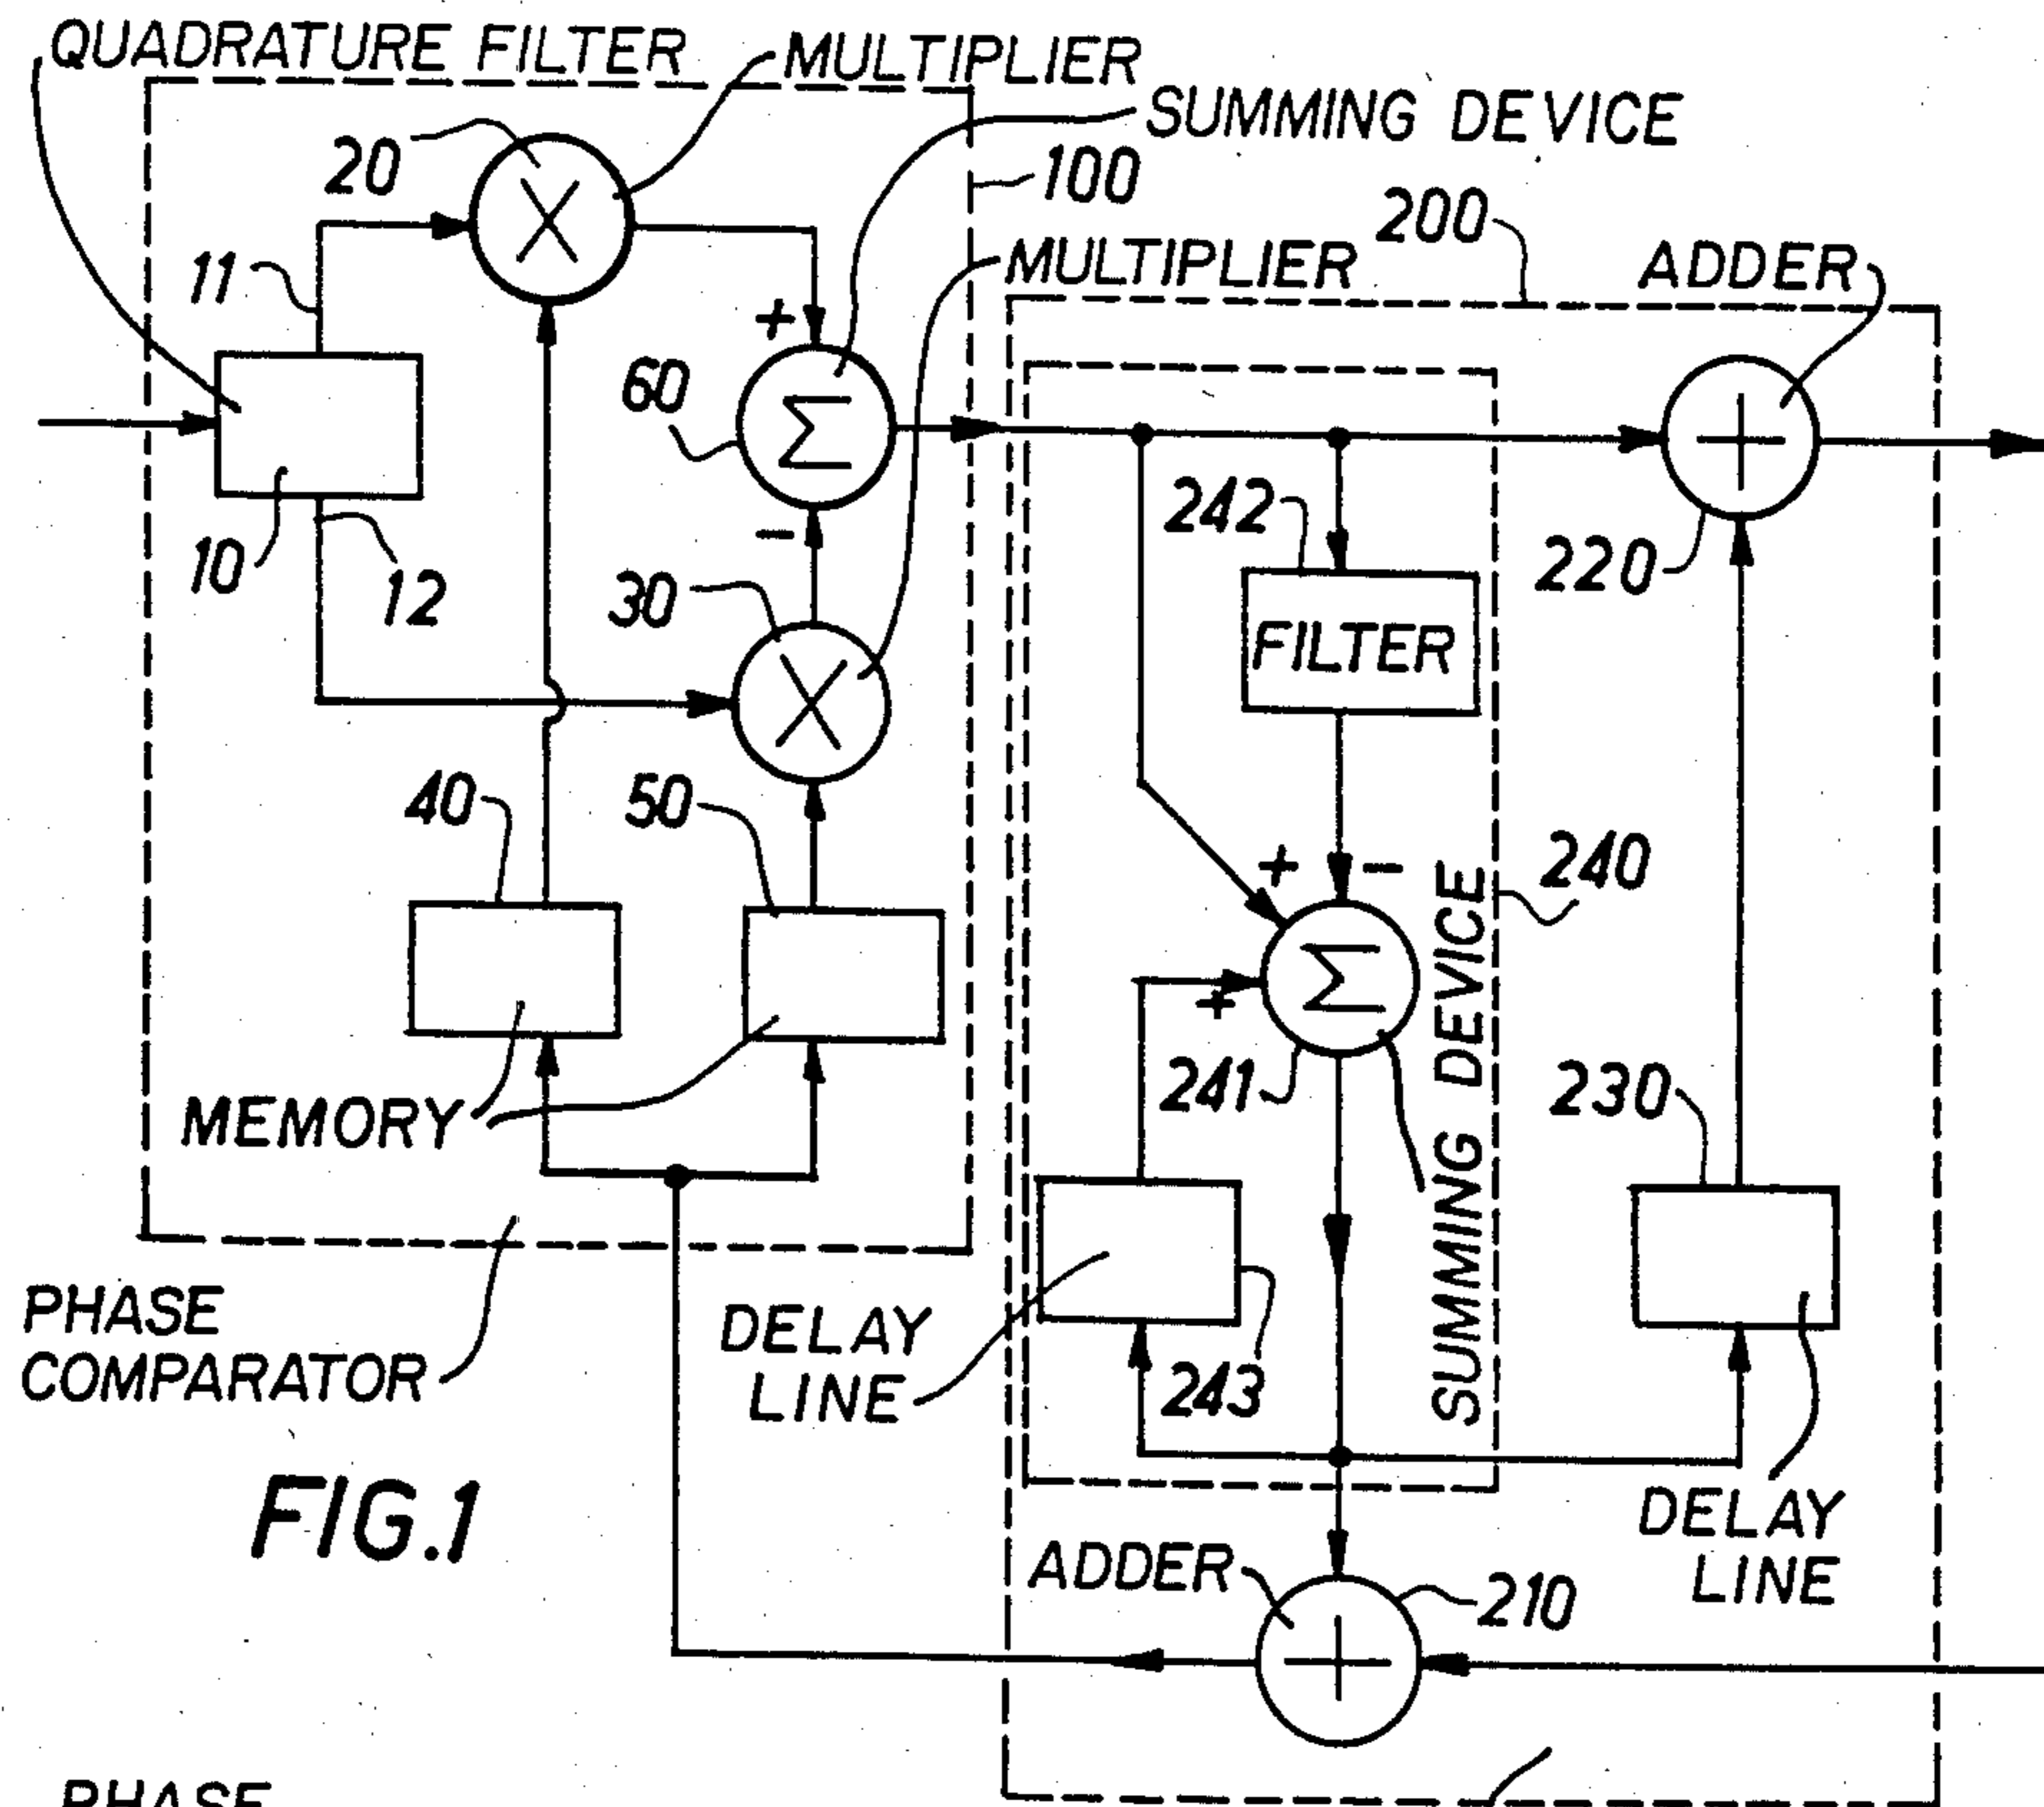 QUADRATURE FILTER
MULTIPLIER
SUMMING DEVICE
20
100
200
MULTIPLIER
ADDER
11
+
60
242
-
10
12
30
220
FILTER
40
50
+
-
240
+
241
230
MEMORY
SUMMING DEVICE
PHASE
COMPARATOR
DELAY
LINE
243
FIG.1
DELAY
LINE
ADDER
210
PHASE